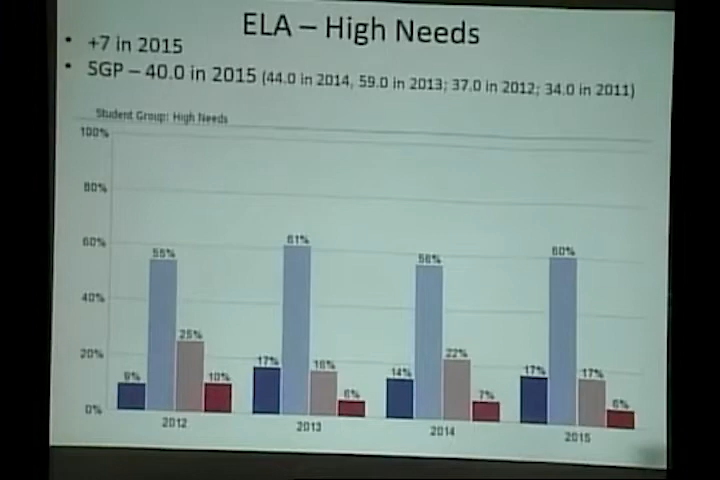 ELA – High Needs
• +7 in 2015
• SGP – 40.0 in 2015 (44.0 in 2014, 59.0 in 2013; 37.0 in 2012; 34.0 in 2011)
Student Group: High Needs
100%
80%
60%
40%
20%
0%
9% 55% 25% 10%
17% 61% 16% 6%
14% 56% 22% 7%
17% 60% 17% 6%
2012 2013 2014 2015